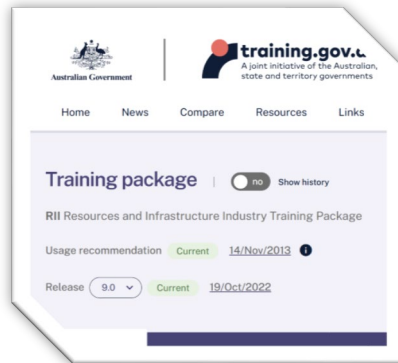 Australian Government
training.gov.
A joint initiative of the Australian,
state and territory governments
Home News Compare Resources Links
Training package | no Show history
RII Resources and Infrastructure Industry Training Package
Usage recommendation Current 14/Nov/2013 i
Release 9.0 Current 19/Oct/2022